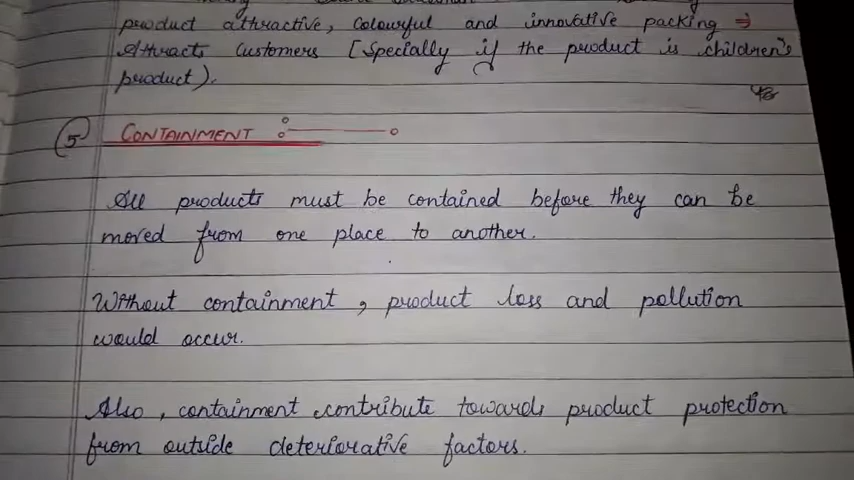 product attractive, colourful and innovative packing ⇒
Attracts customers [Specially if the product is children's
product).
5 CONTAINMENT
All products must be contained before they can be
moved from one place to another.
Without containment, product loss and pollution
would occur.
Also, containment contribute towards product protection
from outside deteriorative factors.